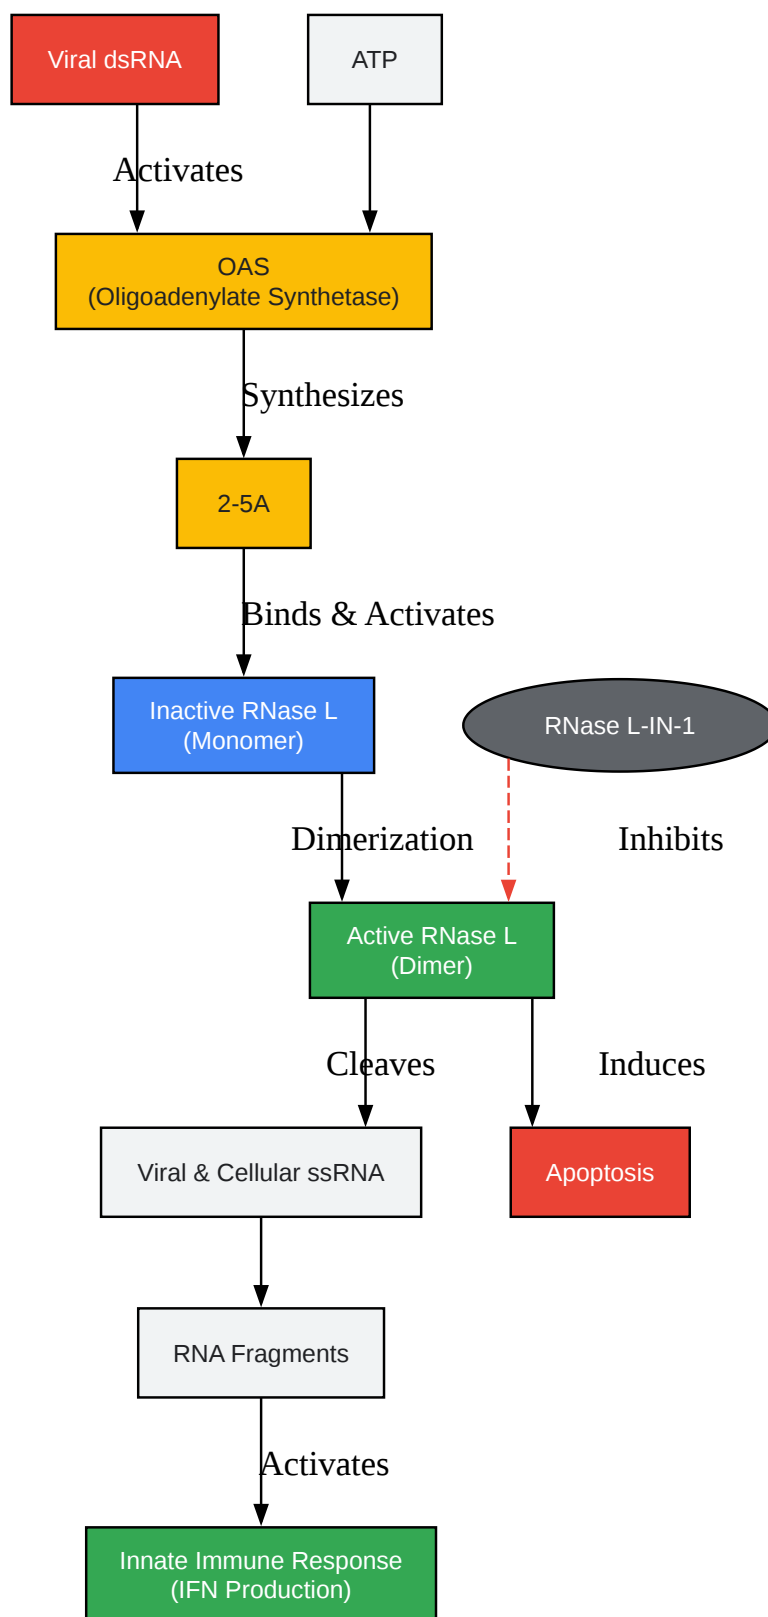 Viral dsRNA
ATP
Activates
OAS
(Oligoadenylate Synthetase)
Synthesizes
2-5A
Binds & Activates
Inactive RNase L
(Monomer)
RNase L-IN-1
Dimerization
Inhibits
Active RNase L
(Dimer)
Cleaves
Induces
Viral & Cellular ssRNA
Apoptosis
RNA Fragments
Activates
Innate Immune Response
(IFN Production)